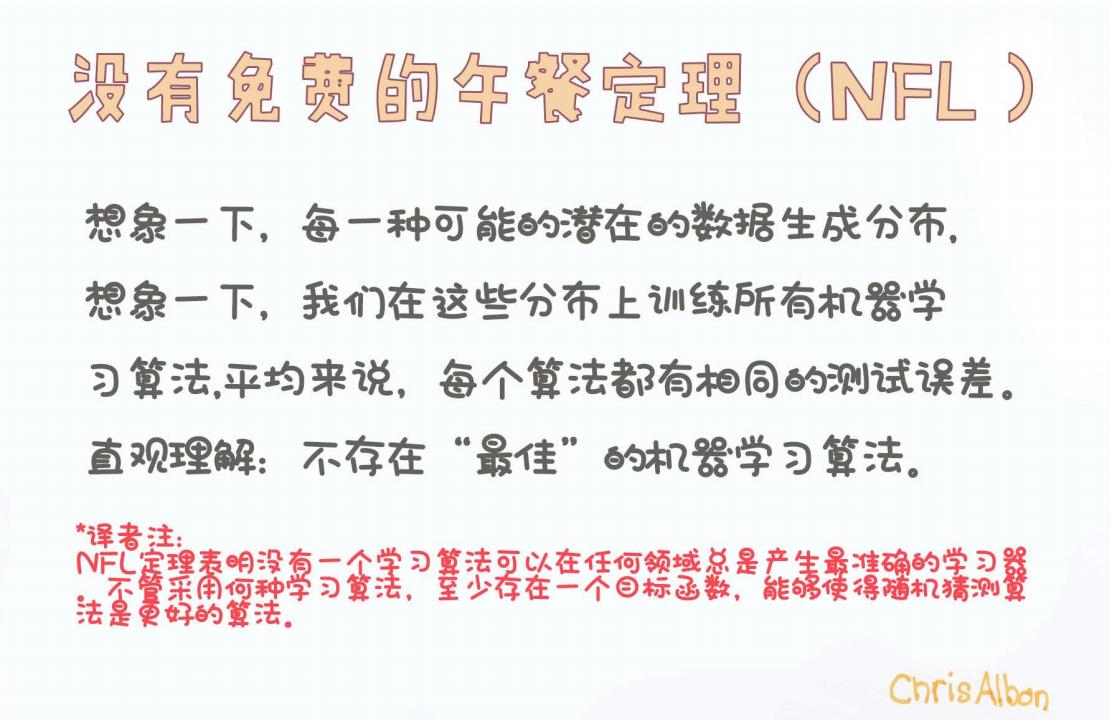 没有免费的午餐定理（NFL）
想象一下，每一种可能的潜在的数据生成分布，
想象一下，我们在这些分布上训练所有机器学
习算法,平均来说，每个算法都有相同的测试误差。
直观理解：不存在“最佳”的机器学习算法。
*译者注：
NFL定理表明没有一个学习算法可以在任何领域总是产生最准确的学习器
。不管采用何种学习算法，至少存在一个目标函数，能够使得随机猜测算
法是更好的算法。
ChrisAlbon